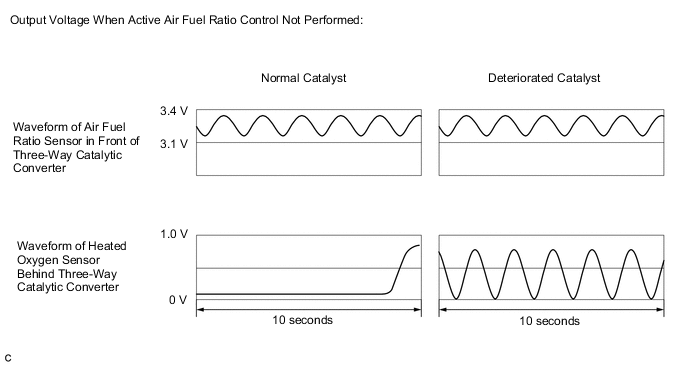 Output Voltage When Active Air Fuel Ratio Control Not Performed:
Normal Catalyst
Deteriorated Catalyst
Waveform of Air Fuel
Ratio Sensor in Front of
Three-Way Catalytic
Converter
3.4 V
3.1 V
Waveform of Heated
Oxygen Sensor
Behind Three-Way
Catalytic Converter
1.0 V
0 V
10 seconds
10 seconds
c